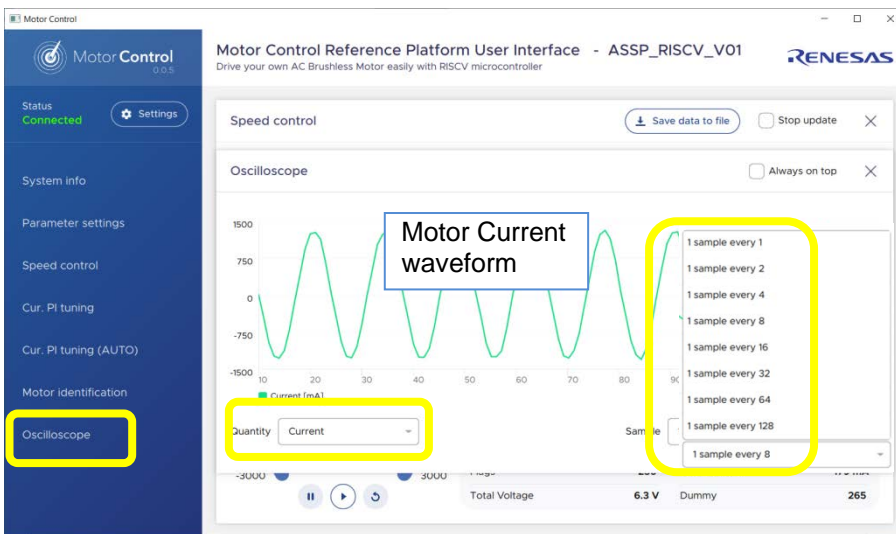 Motor Control
Motor Control
0.0.5
Motor Control Reference Platform User Interface - ASSP_RISCV_V01
Drive your own AC Brushless Motor easily with RISCV microcontroller
RENESAS
Status
Connected
Settings
System info
Parameter settings
Speed control
Cur. PI tuning
Cur. PI tuning (AUTO)
Motor identification
Oscilloscope
Speed control
Save data to file
Stop update
Oscilloscope
Always on top
Motor Current
waveform
1500
750
0
-750
-1500
10 20 30 40 50 60 70 80
Current [mA]
1 sample every 1
1 sample every 2
1 sample every 4
1 sample every 8
1 sample every 16
1 sample every 32
1 sample every 64
1 sample every 128
Quantity Current
1 sample every 8
-3000 3000
Total Voltage 6.3 V Dummy 265